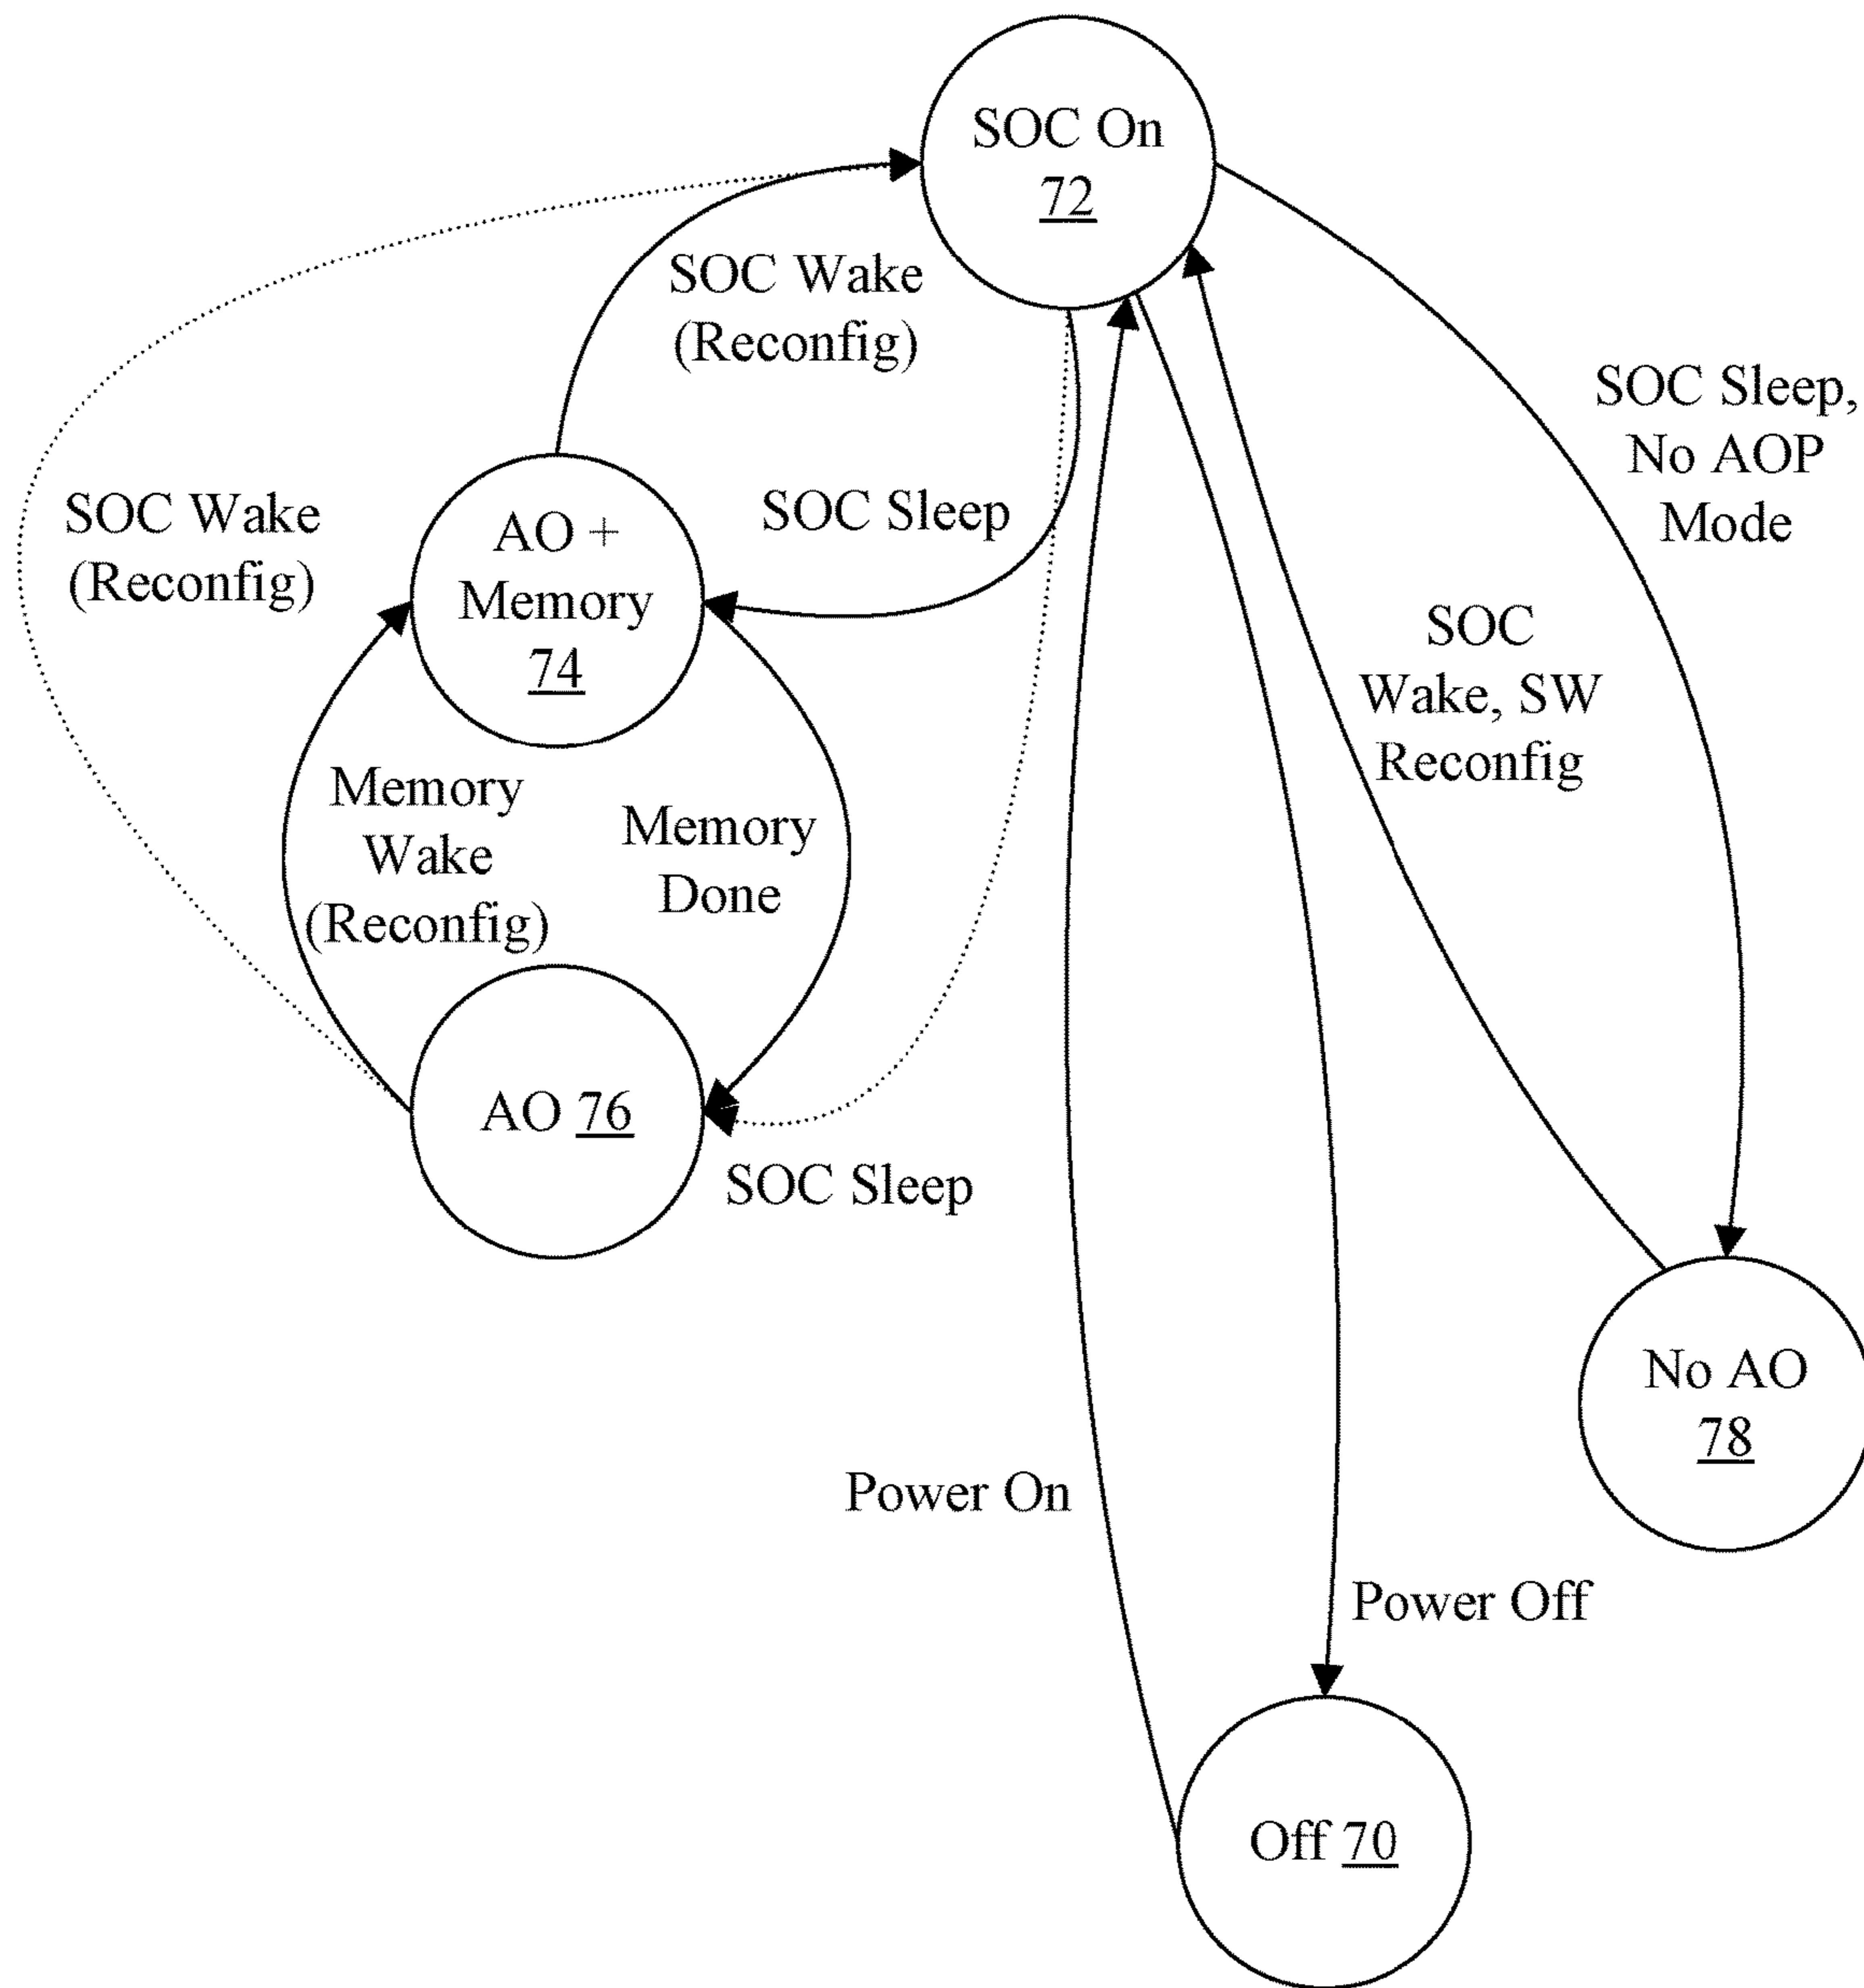 SOC On
72
SOC Wake
(Reconfig)
SOC Sleep,
No AOP
Mode
SOC Wake
(Reconfig)
AO +
Memory
74
SOC Sleep
SOC
Wake, SW
Reconfig
Memory
Wake
(Reconfig)
Memory
Done
AO 76
SOC Sleep
No AO
78
Power On
Power Off
Off 70